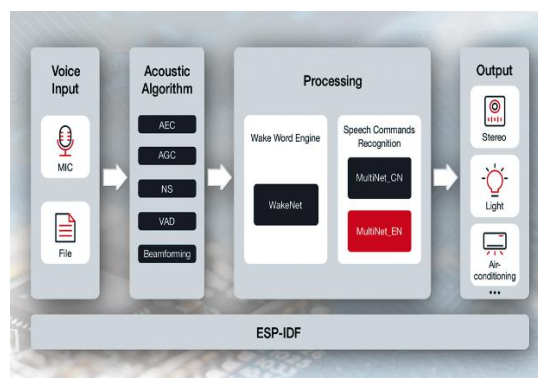 Voice
Input
MIC
File
Acoustic
Algorithm
AEC
AGC
NS
VAD
Beamforming
Processing
Wake Word Engine
WakeNet
Speech Commands
Recognition
MultiNet_CN
MultiNet_EN
Output
Stereo
Light
Air-
conditioning
...
ESP-IDF